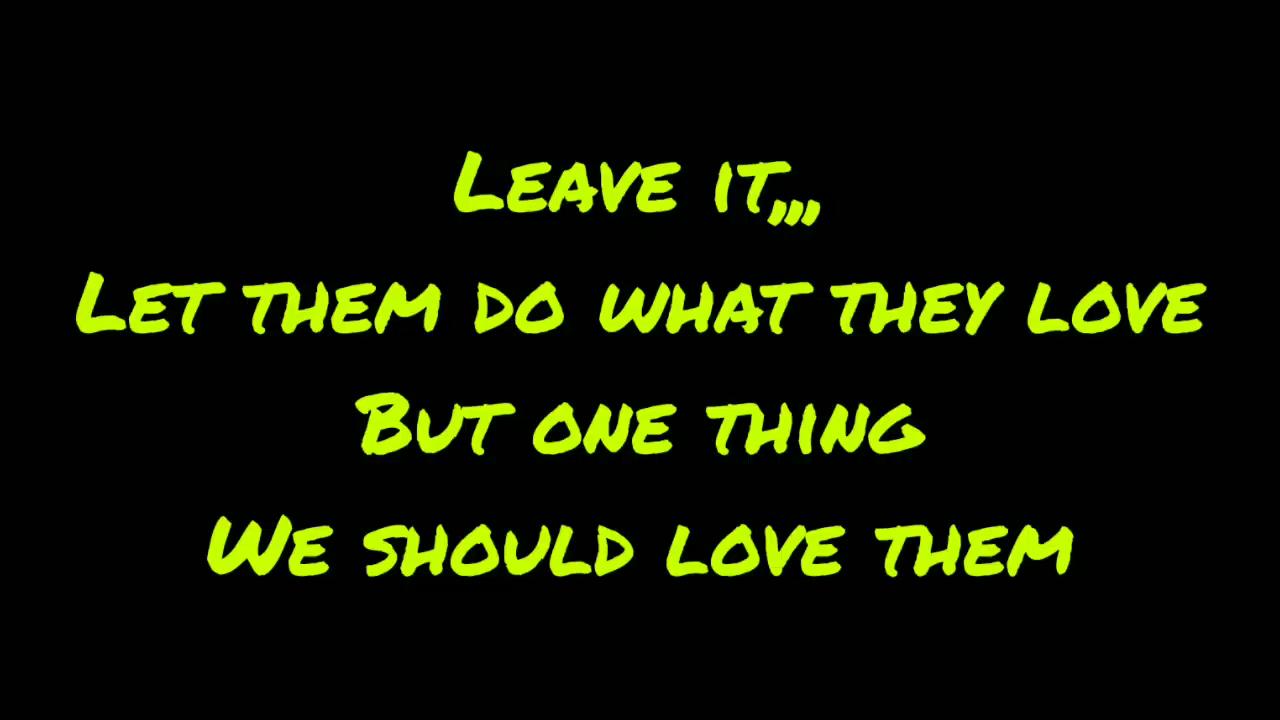 Leave it,,,
Let them do what they love
But one thing
We should love them